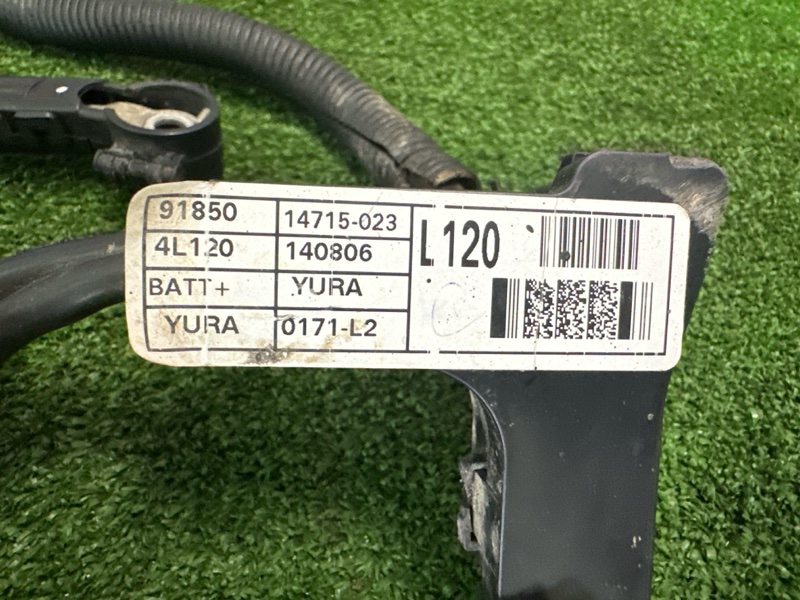 91850 14715-023
4L120 140806
BATT+ YURA
YURA 0171-L2
L120